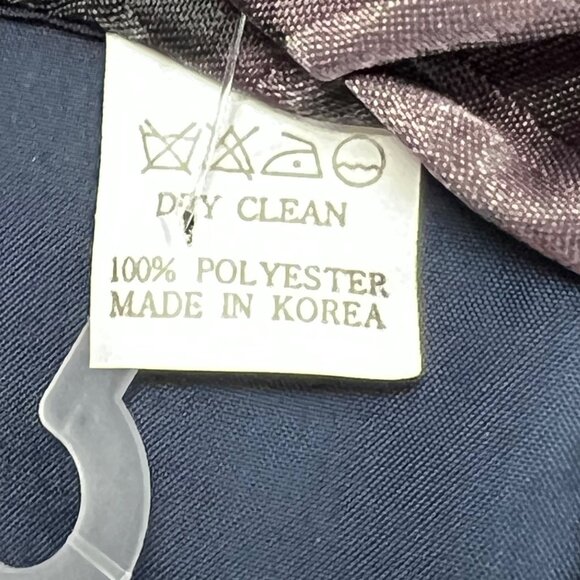 DRY CLEAN
100% POLYESTER
MADE IN KOREA